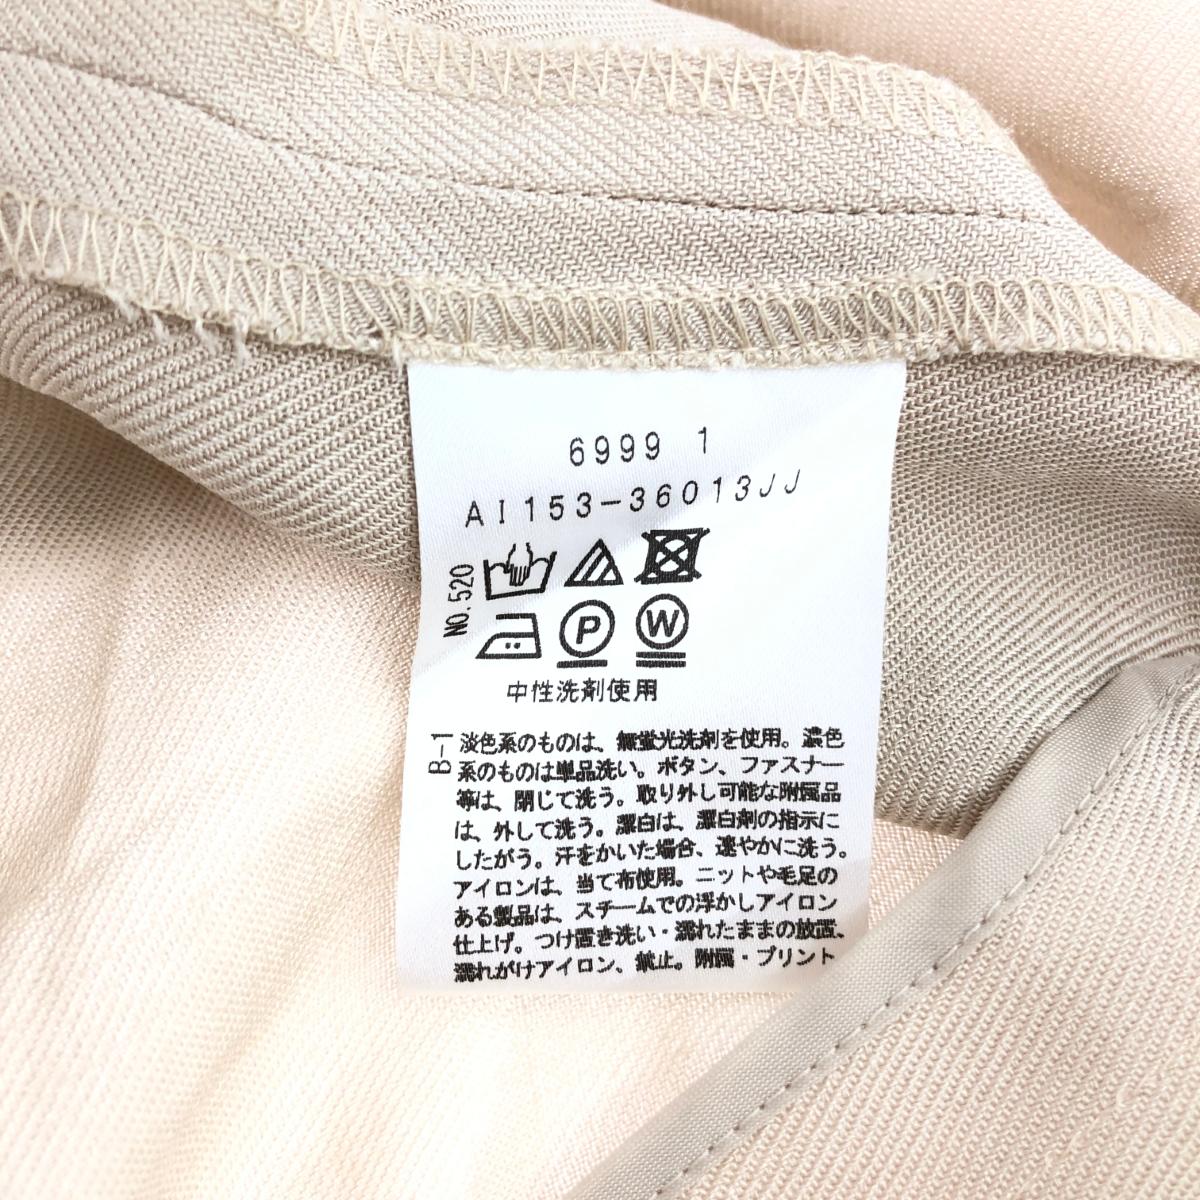 6999 1
AI153-36013JJ
NO.520
P
W
中性洗剤使用
B-1
淡色系のものは、無蛍光洗剤を使用。濃色
系のものは単品洗い。ボタン、ファスナー
等は、閉じて洗う。取り外し可能な附属品
は、外して洗う。漂白は、漂白剤の指示に
したがう。汗をかいた場合、速やかに洗う。
アイロンは、当て布使用。ニットや毛足の
ある製品は、スチームでの浮かしアイロン
仕上げ。つけ置き洗い・濡れたままの放置、
濡れがけアイロン、禁止。附属・プリント